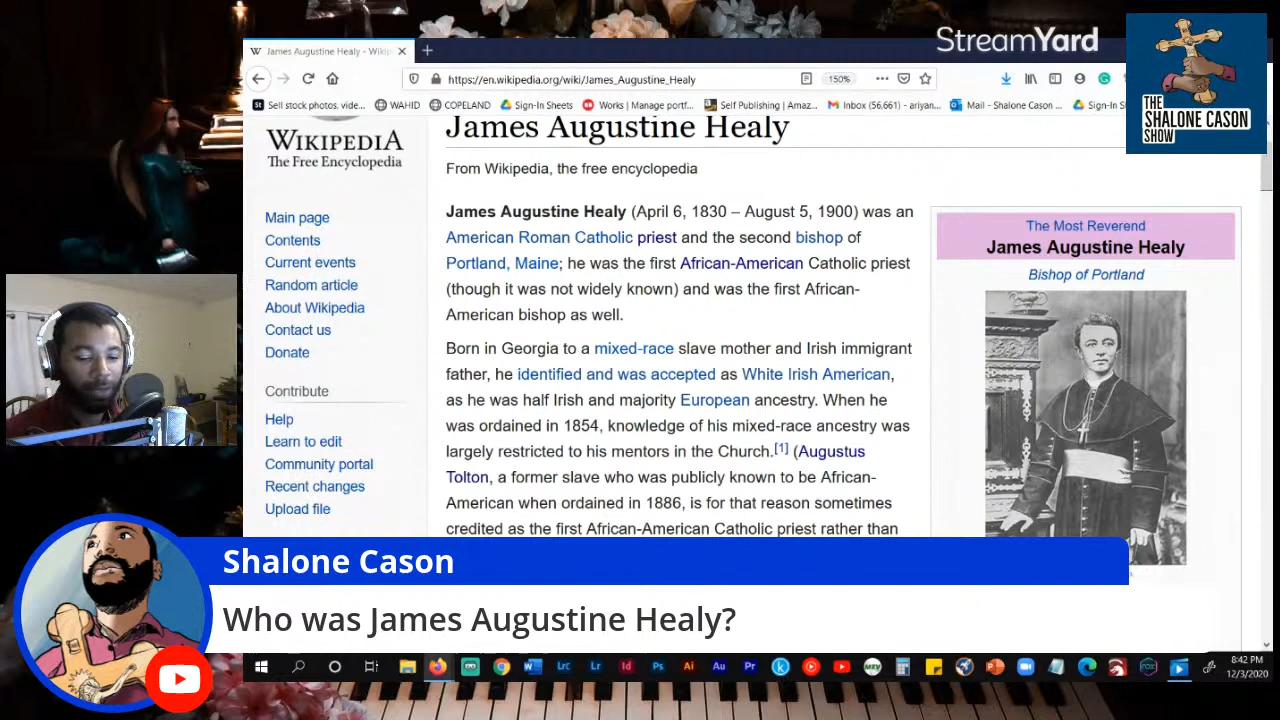 StreamYard
THE
SHALONE CASON
SHOW
James Augustine Healy - Wikip
https://en.wikipedia.org/wiki/James_Augustine_Healy
150%
Sell stock photos, vide...
WAHID
COPELAND
Sign-In Sheets
Works | Manage portf...
Self Publishing | Amaz...
Inbox (56,661) - ariyan...
Mail - Shalone Cason ...
Sign-In S
WIKIPEDIA
The Free Encyclopedia
Main page
Contents
Current events
Random article
About Wikipedia
Contact us
Donate
Contribute
Help
Learn to edit
Community portal
Recent changes
Upload file
James Augustine Healy
From Wikipedia, the free encyclopedia
James Augustine Healy (April 6, 1830 – August 5, 1900) was an
American Roman Catholic priest and the second bishop of
Portland, Maine; he was the first African-American Catholic priest
(though it was not widely known) and was the first African-
American bishop as well.
Born in Georgia to a mixed-race slave mother and Irish immigrant
father, he identified and was accepted as White Irish American,
as he was half Irish and majority European ancestry. When he
was ordained in 1854, knowledge of his mixed-race ancestry was
largely restricted to his mentors in the Church.[1] (Augustus
Tolton, a former slave who was publicly known to be African-
American when ordained in 1886, is for that reason sometimes
credited as the first African-American Catholic priest rather than
The Most Reverend
James Augustine Healy
Bishop of Portland
Shalone Cason
Who was James Augustine Healy?
Lrc
Lr
Id
Ps
Ai
Au
Pr
8:42 PM
12/3/2020